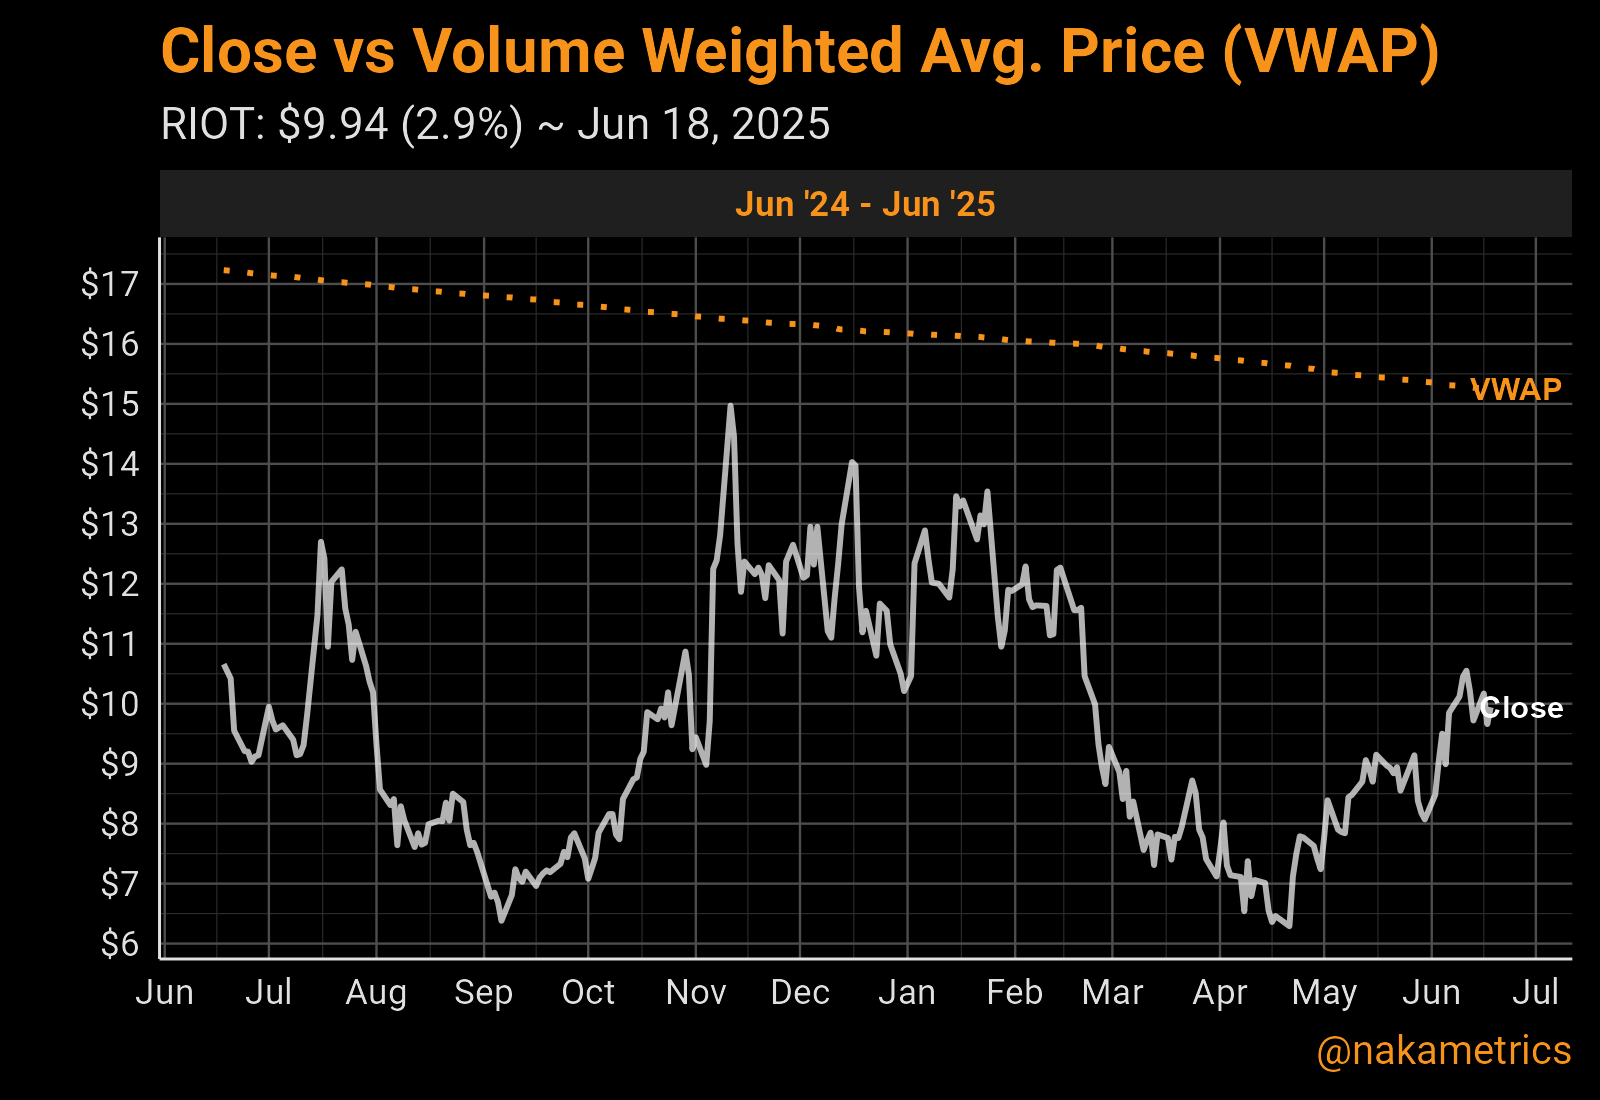 Close vs Volume Weighted Avg. Price (VWAP)
RIOT: $9.94 (2.9%) ~ Jun 18, 2025
Jun '24 - Jun '25
$17
$16
VWAP
$15
$14
$13
$12
$11
$10
Close
$9
$8
$7
$6
Jun Jul Aug Sep Oct Nov Dec Jan Feb Mar Apr May Jun Jul
@nakametrics